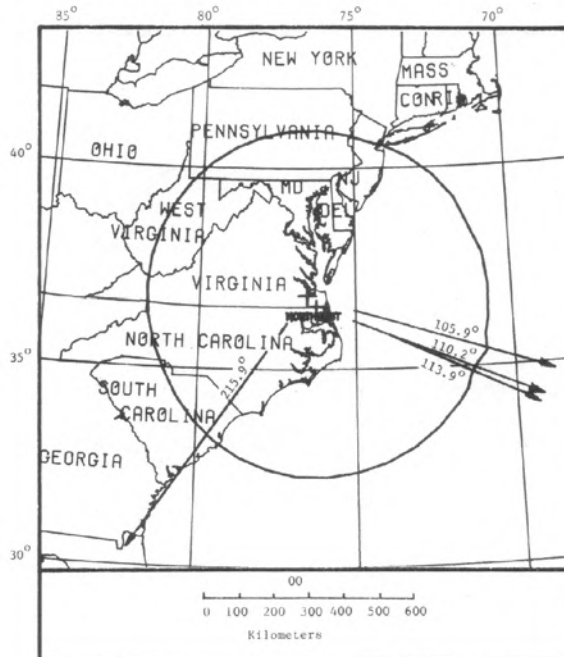 85° 80° 75° 70°
NEW YORK
MASS
CON RI
PENNSYLVANIA
40°
OHIO
MD
WEST
DEL
VIRGINIA
VIRGINIA
105.9°
NORTH CAROLINA
110.2°
35°
113.9°
215.9°
SOUTH
CAROLINA
GEORGIA
30°
00
0 100 200 300 400 500 600
Kilometers